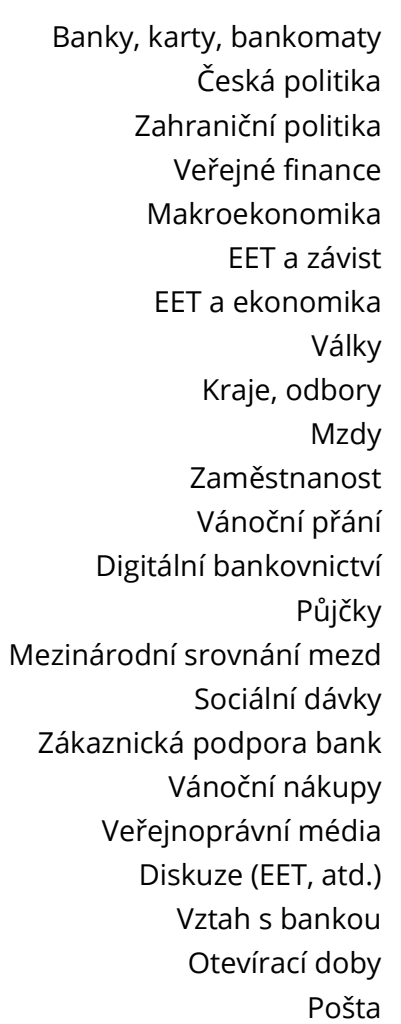 Banky, karty, bankomaty
Česká politika
Zahraniční politika
Veřejné finance
Makroekonomika
EET a závist
EET a ekonomika
Války
Kraje, odbory
Mzdy
Zaměstnanost
Vánoční přání
Digitální bankovnictví
Půjčky
Mezinárodní srovnání mezd
Sociální dávky
Zákaznická podpora bank
Vánoční nákupy
Veřejnoprávní média
Diskuze (EET, atd.)
Vztah s bankou
Otevírací doby
Pošta